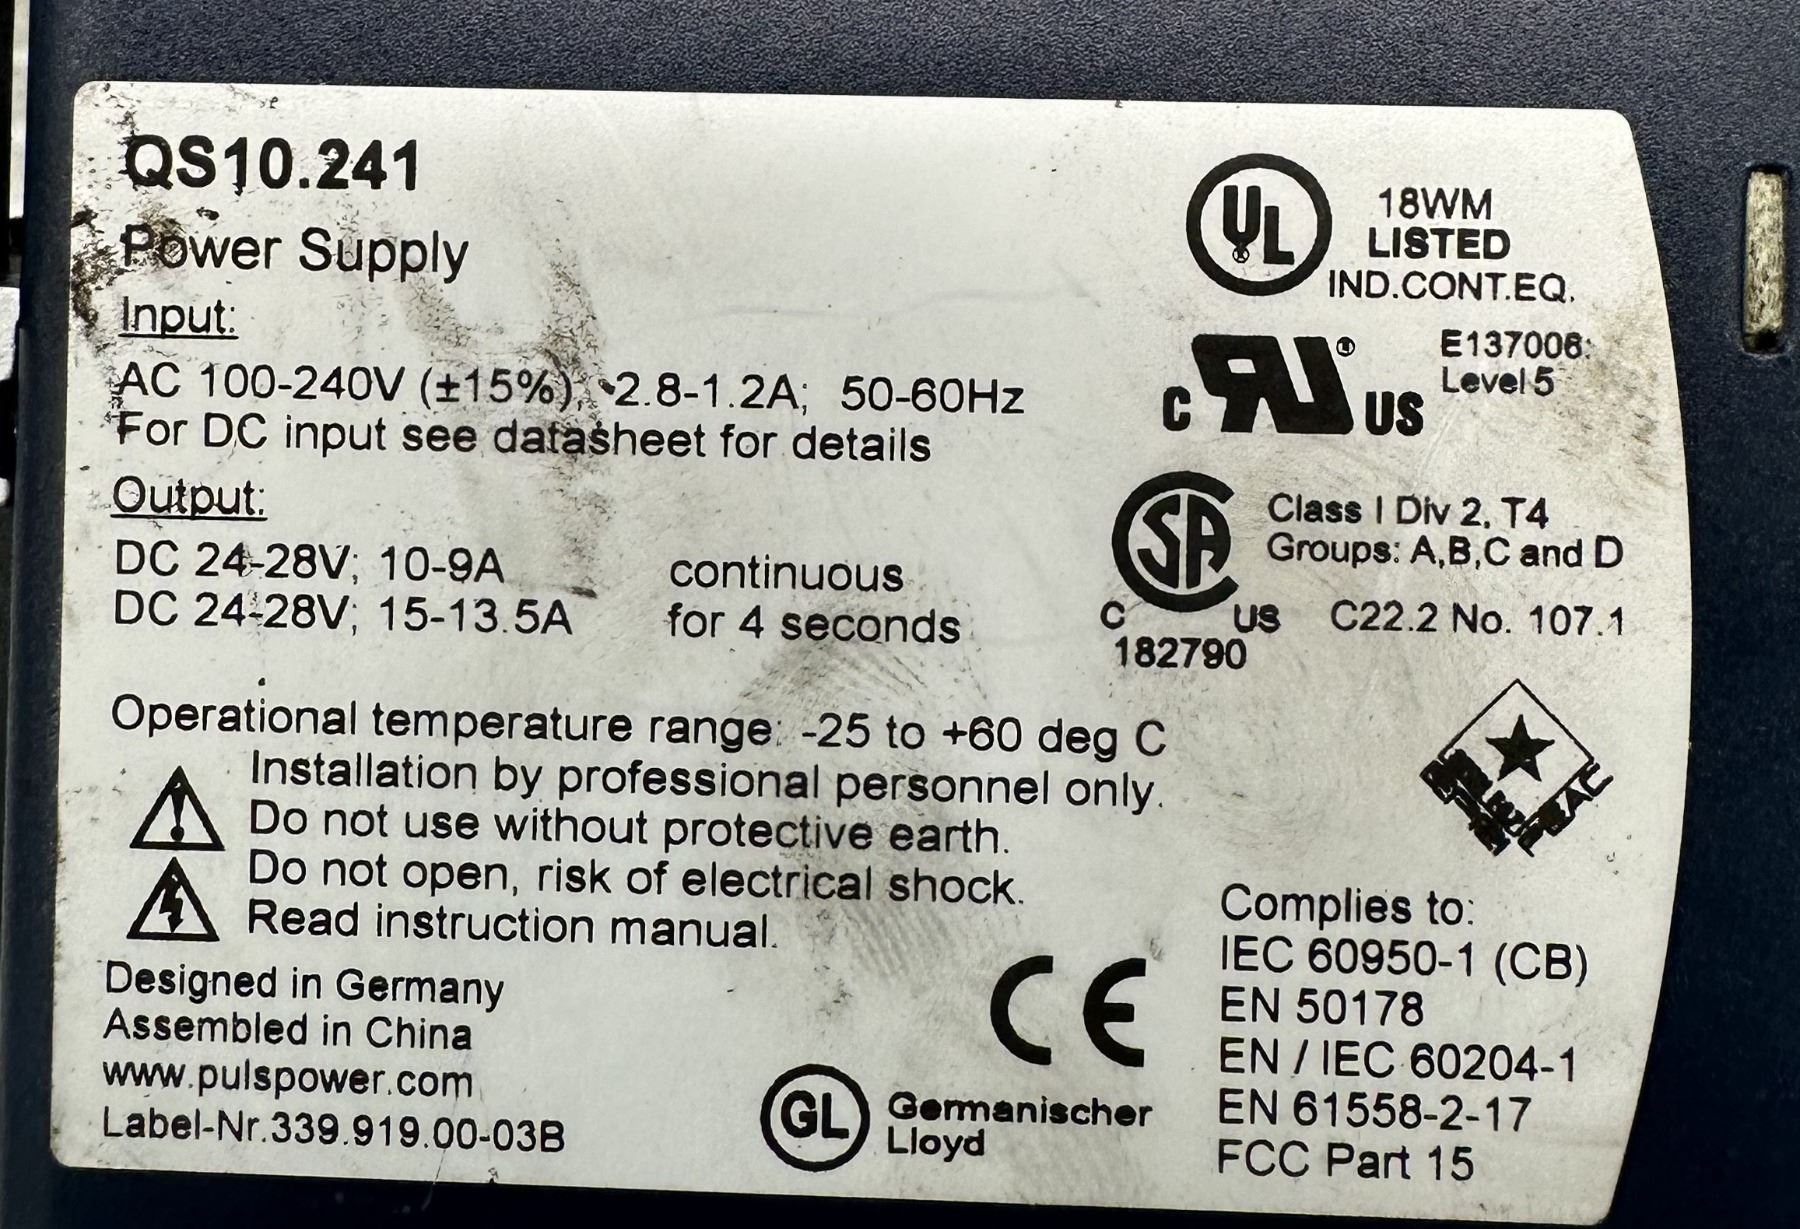 QS10.241
Power Supply
Input:
AC 100-240V (±15%), 2.8-1.2A; 50-60Hz
For DC input see datasheet for details
Output:
DC 24-28V; 10-9A continuous
DC 24-28V; 15-13.5A for 4 seconds
Operational temperature range: -25 to +60 deg C
Installation by professional personnel only.
Do not use without protective earth.
Do not open, risk of electrical shock.
Read instruction manual.
Designed in Germany
Assembled in China
www.pulspower.com
Label-Nr.339.919.00-03B
UL ®
18WM
LISTED
IND.CONT.EQ.
C RU ® US
E137006:
Level 5
CSA
C US
182790
Class I Div 2, T4
Groups: A,B,C and D
C22.2 No. 107.1
CE
GL
Germanischer
Lloyd
Complies to:
IEC 60950-1 (CB)
EN 50178
EN / IEC 60204-1
EN 61558-2-17
FCC Part 15